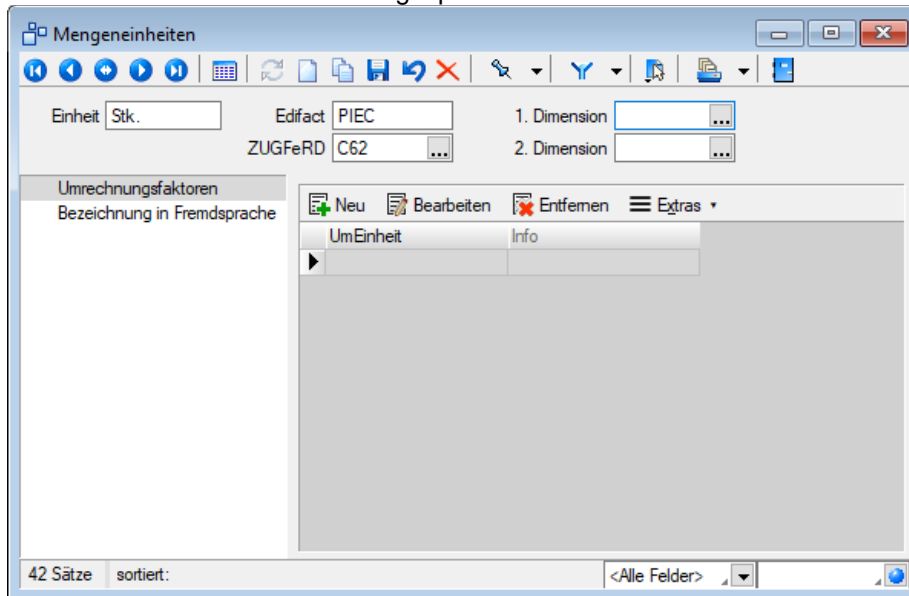 Mengeneinheiten
Einheit Stk. Edifact PIEC 1. Dimension ...
ZUGFeRD C62 ... 2. Dimension ...
Umrechnungsfaktoren
Bezeichnung in Fremdsprache
Neu Bearbeiten Entfernen Extras
UmEinheit Info
42 Sätze sortiert: <Alle Felder>